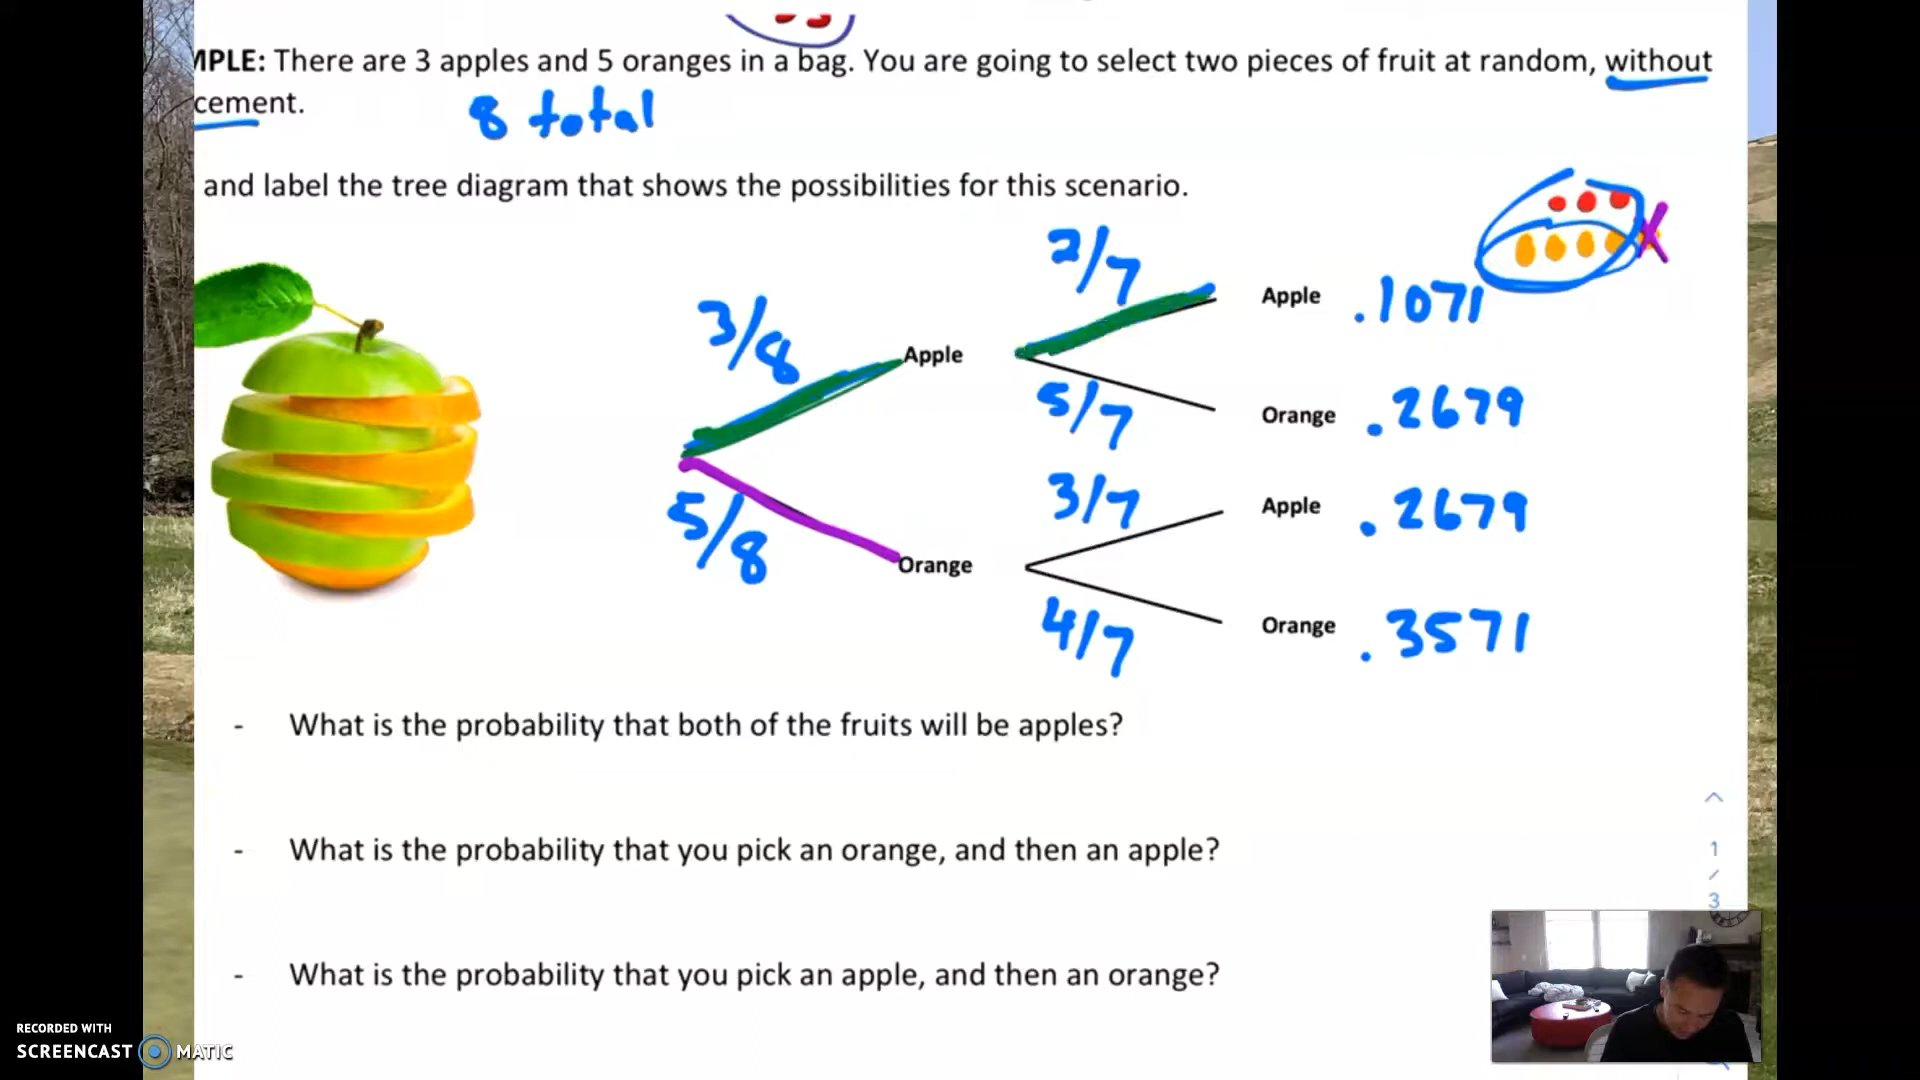 MPLE: There are 3 apples and 5 oranges in a bag. You are going to select two pieces of fruit at random, without
cement.
8 total
and label the tree diagram that shows the possibilities for this scenario.
2/7
Apple .1071
3/8
Apple
5/7
Orange .2679
3/7
Apple .2679
5/8
Orange
4/7
Orange .3571
- What is the probability that both of the fruits will be apples?
- What is the probability that you pick an orange, and then an apple?
1
/
3
- What is the probability that you pick an apple, and then an orange?
RECORDED WITH
SCREENCAST MATIC